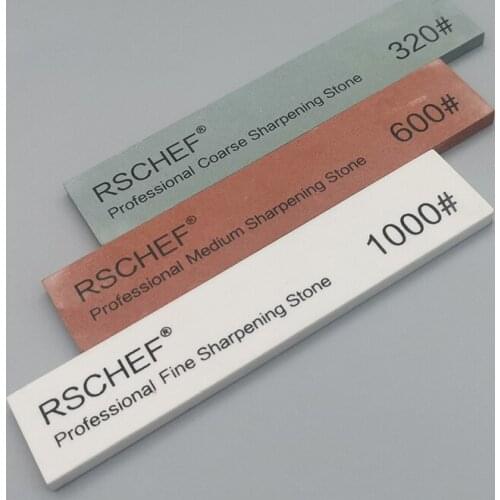 RSCHEF®
Professional Coarse Sharpening Stone
320#
RSCHEF®
Professional Medium Sharpening Stone
600#
RSCHEF®
Professional Fine Sharpening Stone
1000#